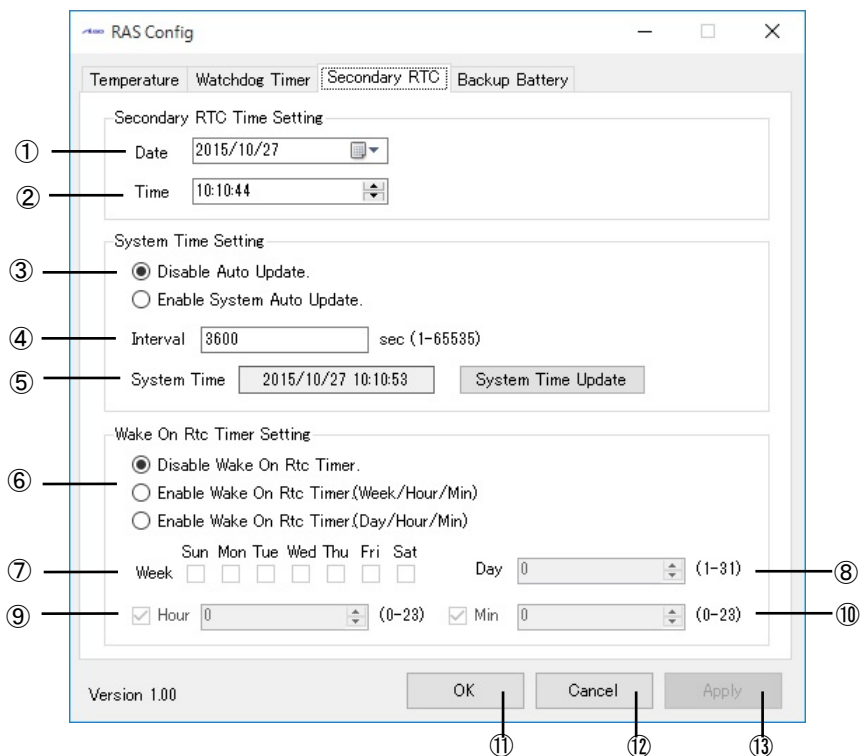 RAS Config
Temperature Watchdog Timer Secondary RTC Backup Battery
Secondary RTC Time Setting
① Date 2015/10/27
② Time 10:10:44
System Time Setting
③ Disable Auto Update.
Enable System Auto Update.
④ Interval 3600 sec (1-65535)
⑤ System Time 2015/10/27 10:10:53 System Time Update
Wake On Rtc Timer Setting
Disable Wake On Rtc Timer.
⑥ Enable Wake On Rtc Timer.(Week/Hour/Min)
Enable Wake On Rtc Timer.(Day/Hour/Min)
Sun Mon Tue Wed Thu Fri Sat
⑦ Week Day 0 (1-31) ⑧
⑨ Hour 0 (0-23) Min 0 (0-23) ⑩
Version 1.00 OK Cancel Apply
⑪ ⑫ ⑬